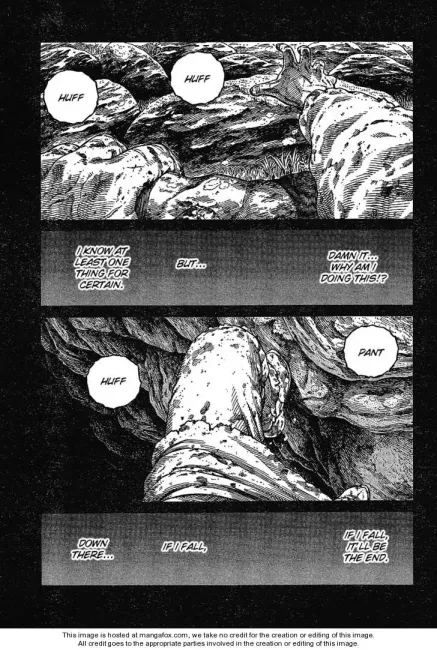 HUFF
HUFF
DAMN IT...
WHY AM I
DOING THIS!?
BUT...
I KNOW AT
LEAST ONE
THING FOR
CERTAIN.
PANT
HUFF
IF I FALL,
IT'LL BE
THE END.
IF I FALL,
DOWN
THERE...
This image is hosted at mangafox.com, we take no credit for the creation or editing of this image.
All credit goes to the appropriate parties involved in the creation or editing of this image.